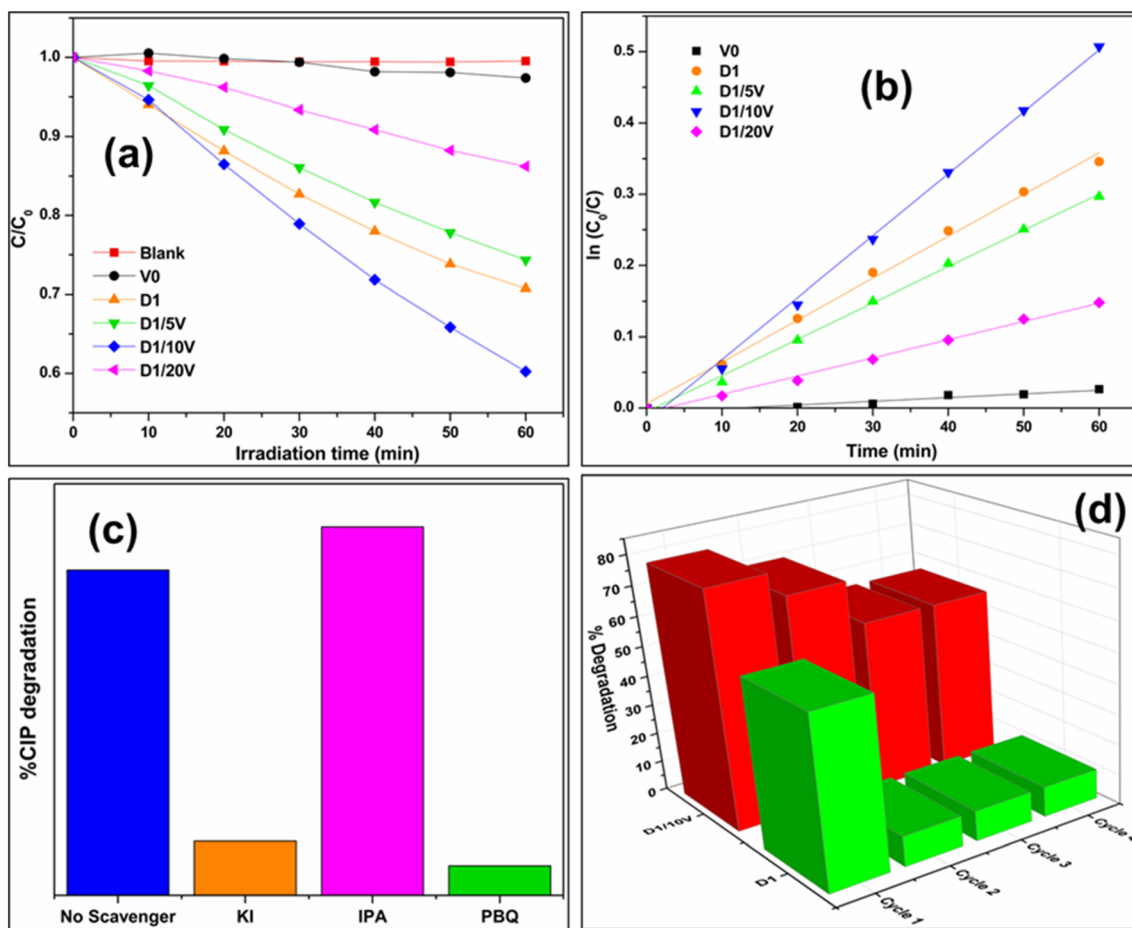 (a)
C/C0
1.0
0.9
0.8
0.7
0.6
Blank
V0
D1
D1/5V
D1/10V
D1/20V
0 10 20 30 40 50 60
Irradiation time (min)
(b)
ln (C0/C)
0.5
0.4
0.3
0.2
0.1
0.0
V0
D1
D1/5V
D1/10V
D1/20V
0 10 20 30 40 50 60
Time (min)
(c)
%CIP degradation
No Scavenger KI IPA PBQ
(d)
% Degradation
80
70
60
50
40
30
20
10
0
D1/10V
D1
Cycle 1
Cycle 2
Cycle 3
Cycle